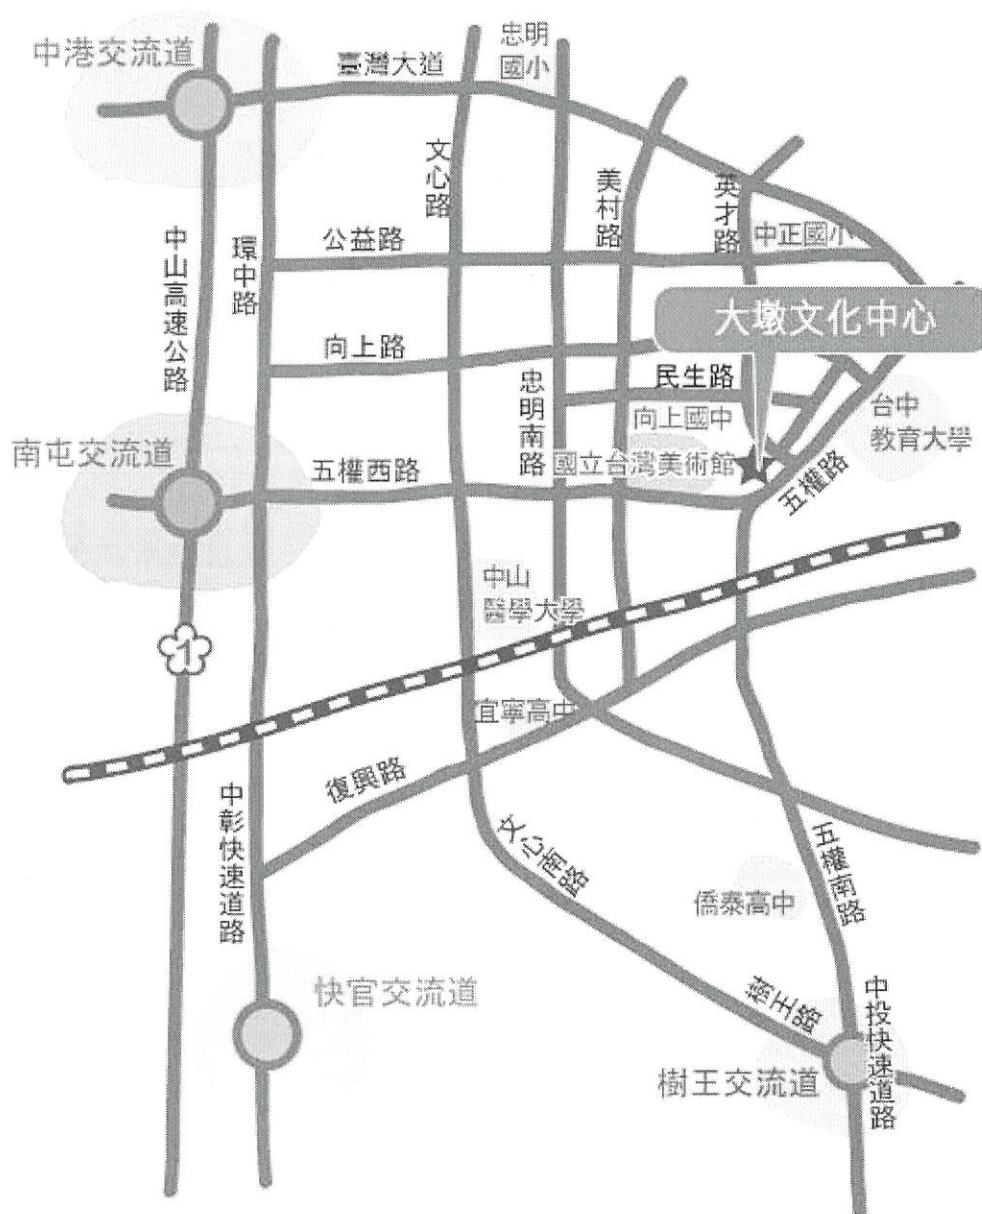 忠明
國小
中港交流道
臺灣大道
文心路
美村路
英才路
中山高速公路
環中路
公益路
中正國小
大墩文化中心
向上路
忠明南路
民生路
向上國中
台中
教育大學
南屯交流道
五權西路
國立台灣美術館
五權路
中山
醫學大學
1
宜寧高中
復興路
中彰快速道路
文心南路
五權南路
僑泰高中
快官交流道
樹王路
中投快速道路
樹王交流道